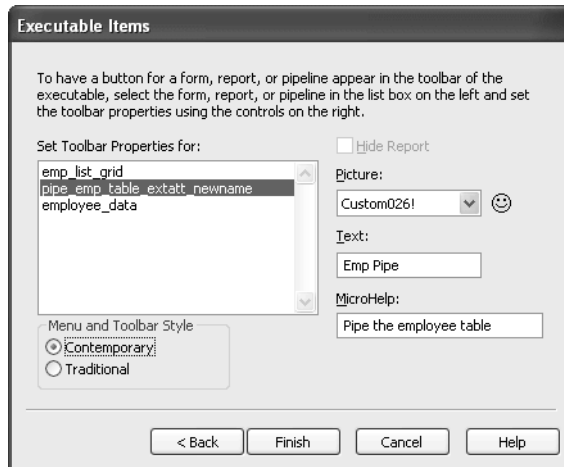 Executable Items
To have a button for a form, report, or pipeline appear in the toolbar of the
executable, select the form, report, or pipeline in the list box on the left and set
the toolbar properties using the controls on the right.
Set Toolbar Properties for:
emp_list_grid
pipe_emp_table_extatt_newname
employee_data
Menu and Toolbar Style
Contemporary
Traditional
Hide Report
Picture:
Custom026!
Text:
Emp Pipe
MicroHelp:
Pipe the employee table
< Back
Finish
Cancel
Help